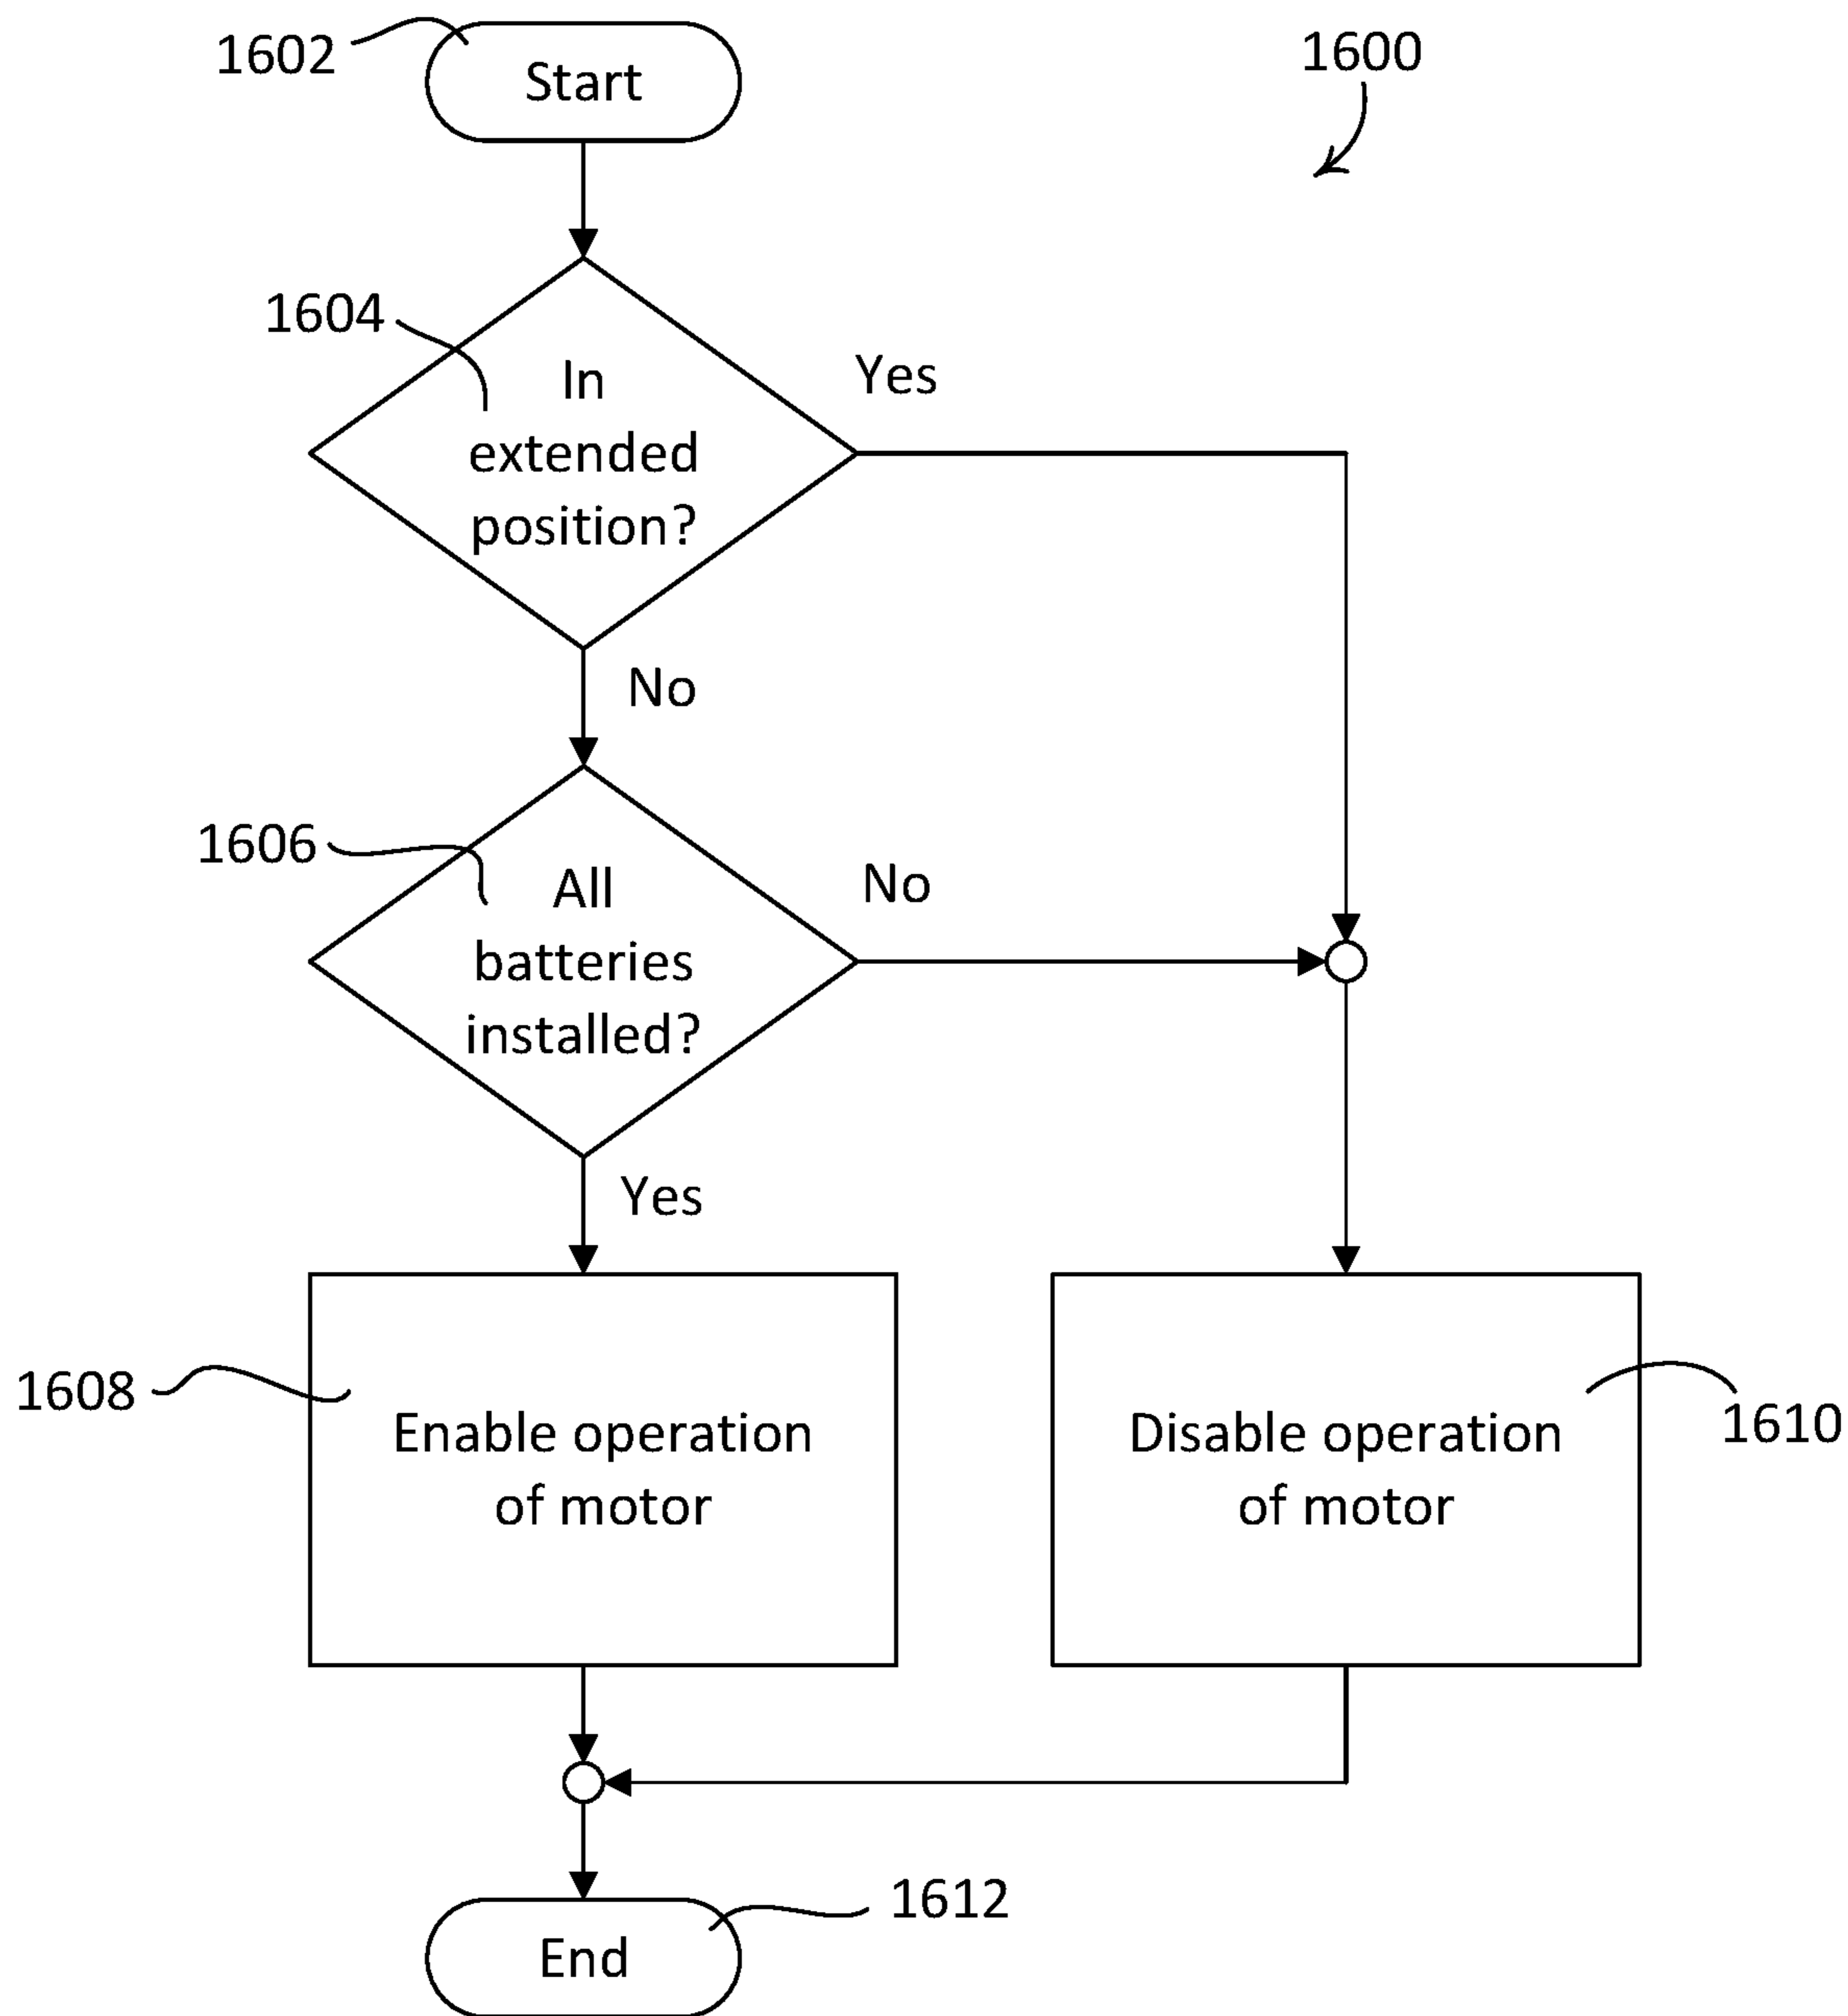 1602
Start
1600
1604
In
extended
position?
Yes
No
1606
All
batteries
installed?
No
Yes
1608
Enable operation
of motor
Disable operation
of motor
1610
1612
End